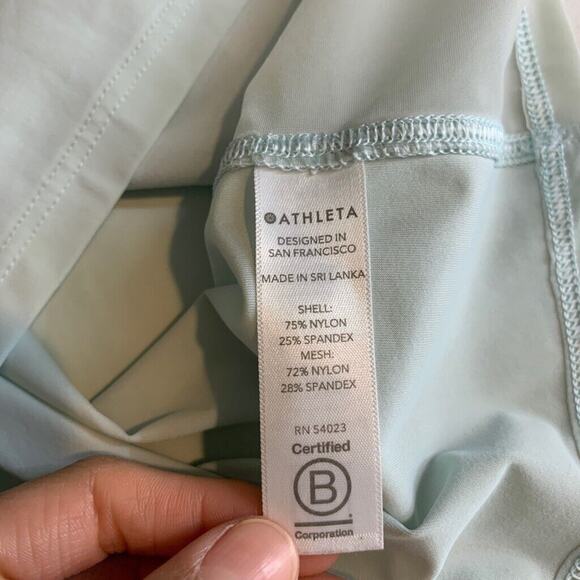 ATHLETA
DESIGNED IN
SAN FRANCISCO
MADE IN SRI LANKA
SHELL:
75% NYLON
25% SPANDEX
MESH:
72% NYLON
28% SPANDEX
RN 54023
Certified
B
Corporation